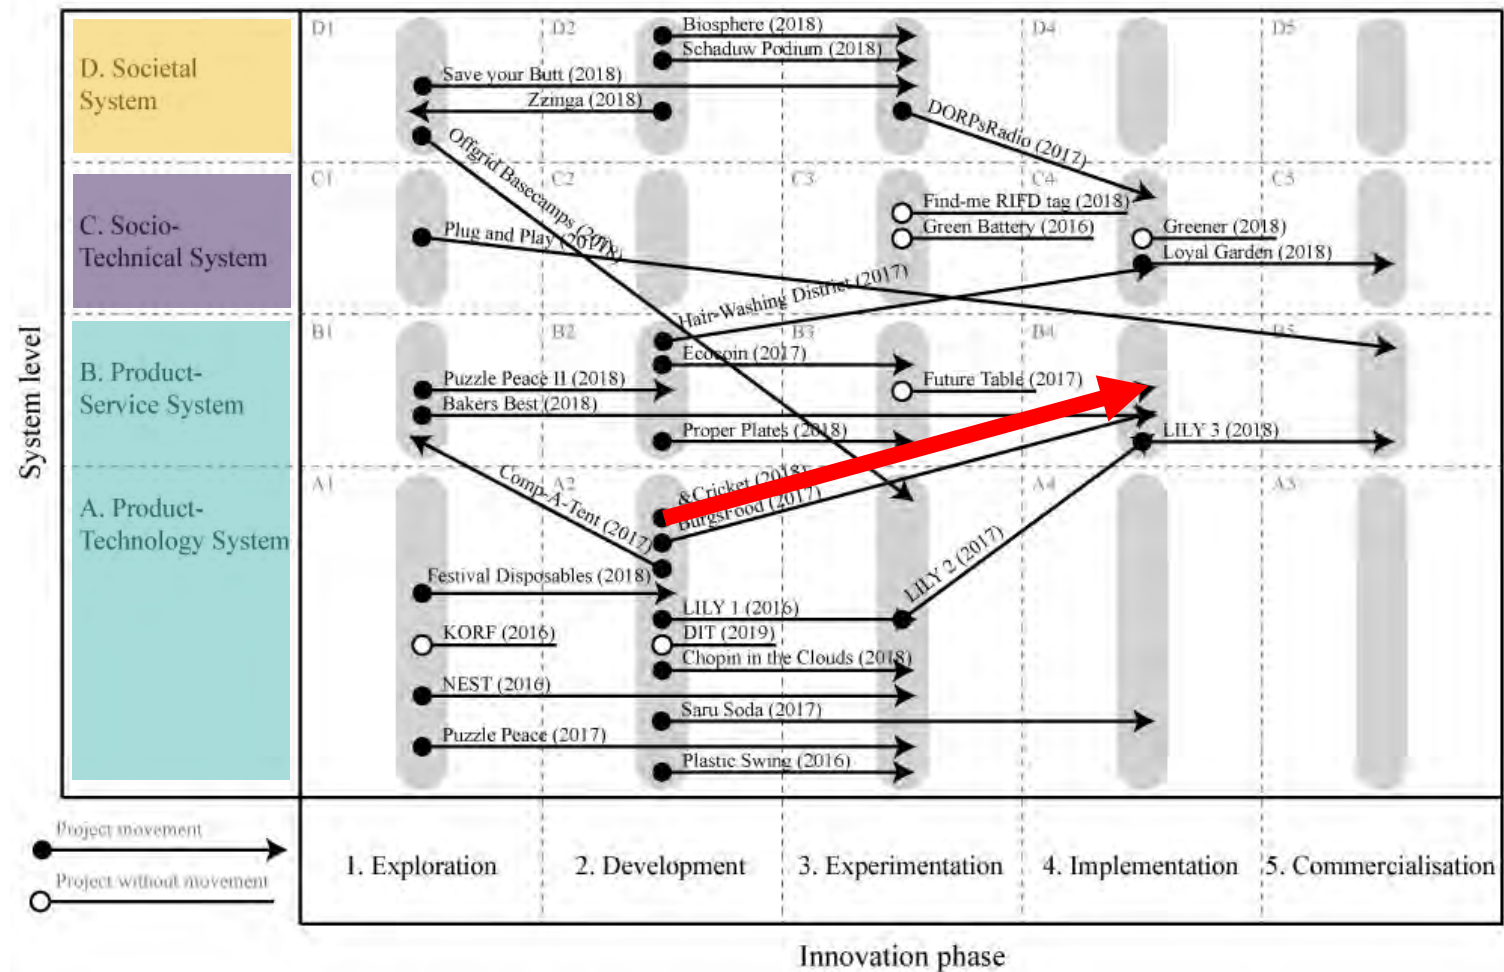 D1
D2
D4
D5
Biosphere (2018)
Schaduw Podium (2018)
Save your Butt (2018)
Zzinga (2018)
DORPsRadio (2017)
Offgrid Basecamps
D. Societal
System
C1
C2
C3
C4
C5
Find-me RIFD tag (2018)
Green Battery (2016)
Greener (2018)
Plug and Play (2017)
Loyal Garden (2018)
Hair-Washing District (2017)
C. Socio-
Technical System
B1
B2
B3
B4
B5
Ecocoin (2017)
Puzzle Peace II (2018)
Future Table (2017)
Bakers Best (2018)
Proper Plates (2018)
LILY 3 (2018)
B. Product-
Service System
A1
A2
A4
&Cricket (2018)
BurgsFood (2017)
Comp-A-Tent (2017)
LILY 2 (2017)
Festival Disposables (2018)
LILY 1 (2016)
KORF (2016)
DIT (2019)
Chopin in the Clouds (2018)
NEST (2016)
Saru Soda (2017)
Puzzle Peace (2017)
Plastic Swing (2016)
A. Product-
Technology System
System level
Project movement
Project without movement
1. Exploration
2. Development
3. Experimentation
4. Implementation
5. Commercialisation
Innovation phase